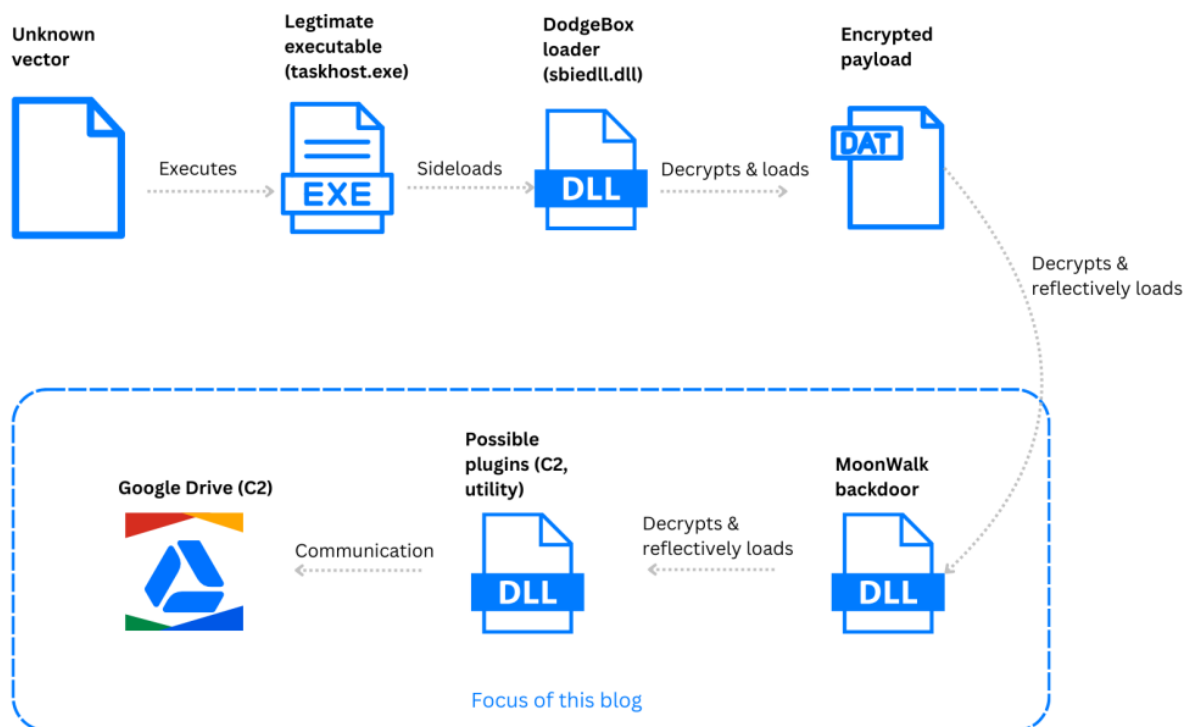 Unknown
vector
Legtimate
executable
(taskhost.exe)
DodgeBox
loader
(sbiedll.dll)
Encrypted
payload
Executes
EXE
Sideloads
DLL
Decrypts & loads
DAT
Decrypts &
reflectively loads
Google Drive (C2)
Possible
plugins (C2,
utility)
MoonWalk
backdoor
Communication
DLL
Decrypts &
reflectively loads
DLL
Focus of this blog